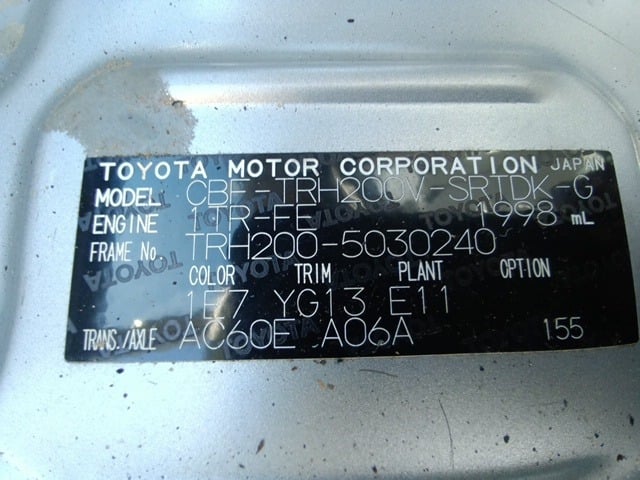 TOYOTA MOTOR CORPORATION JAPAN
MODEL CBF-TRH200V-SRTDK-G
ENGINE 1TR-FE 1998 mL
FRAME No. TRH200-5030240
COLOR TRIM PLANT OPTION
1E7 YG13 E11
TRANS./AXLE AC60E A06A 155